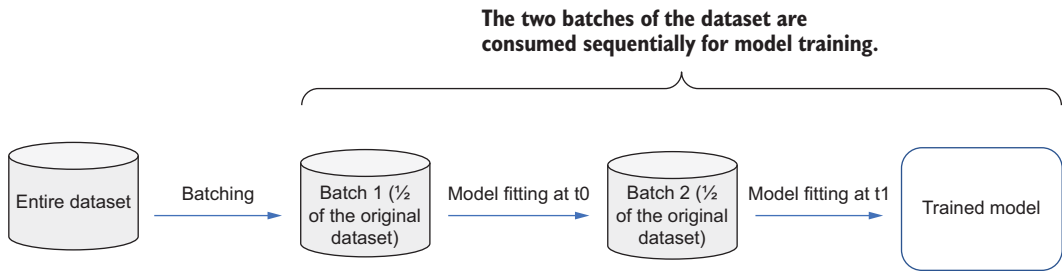 The two batches of the dataset are
consumed sequentially for model training.
Entire dataset
Batching
Batch 1 (½
of the original
dataset)
Model fitting at t0
Batch 2 (½
of the original
dataset)
Model fitting at t1
Trained model